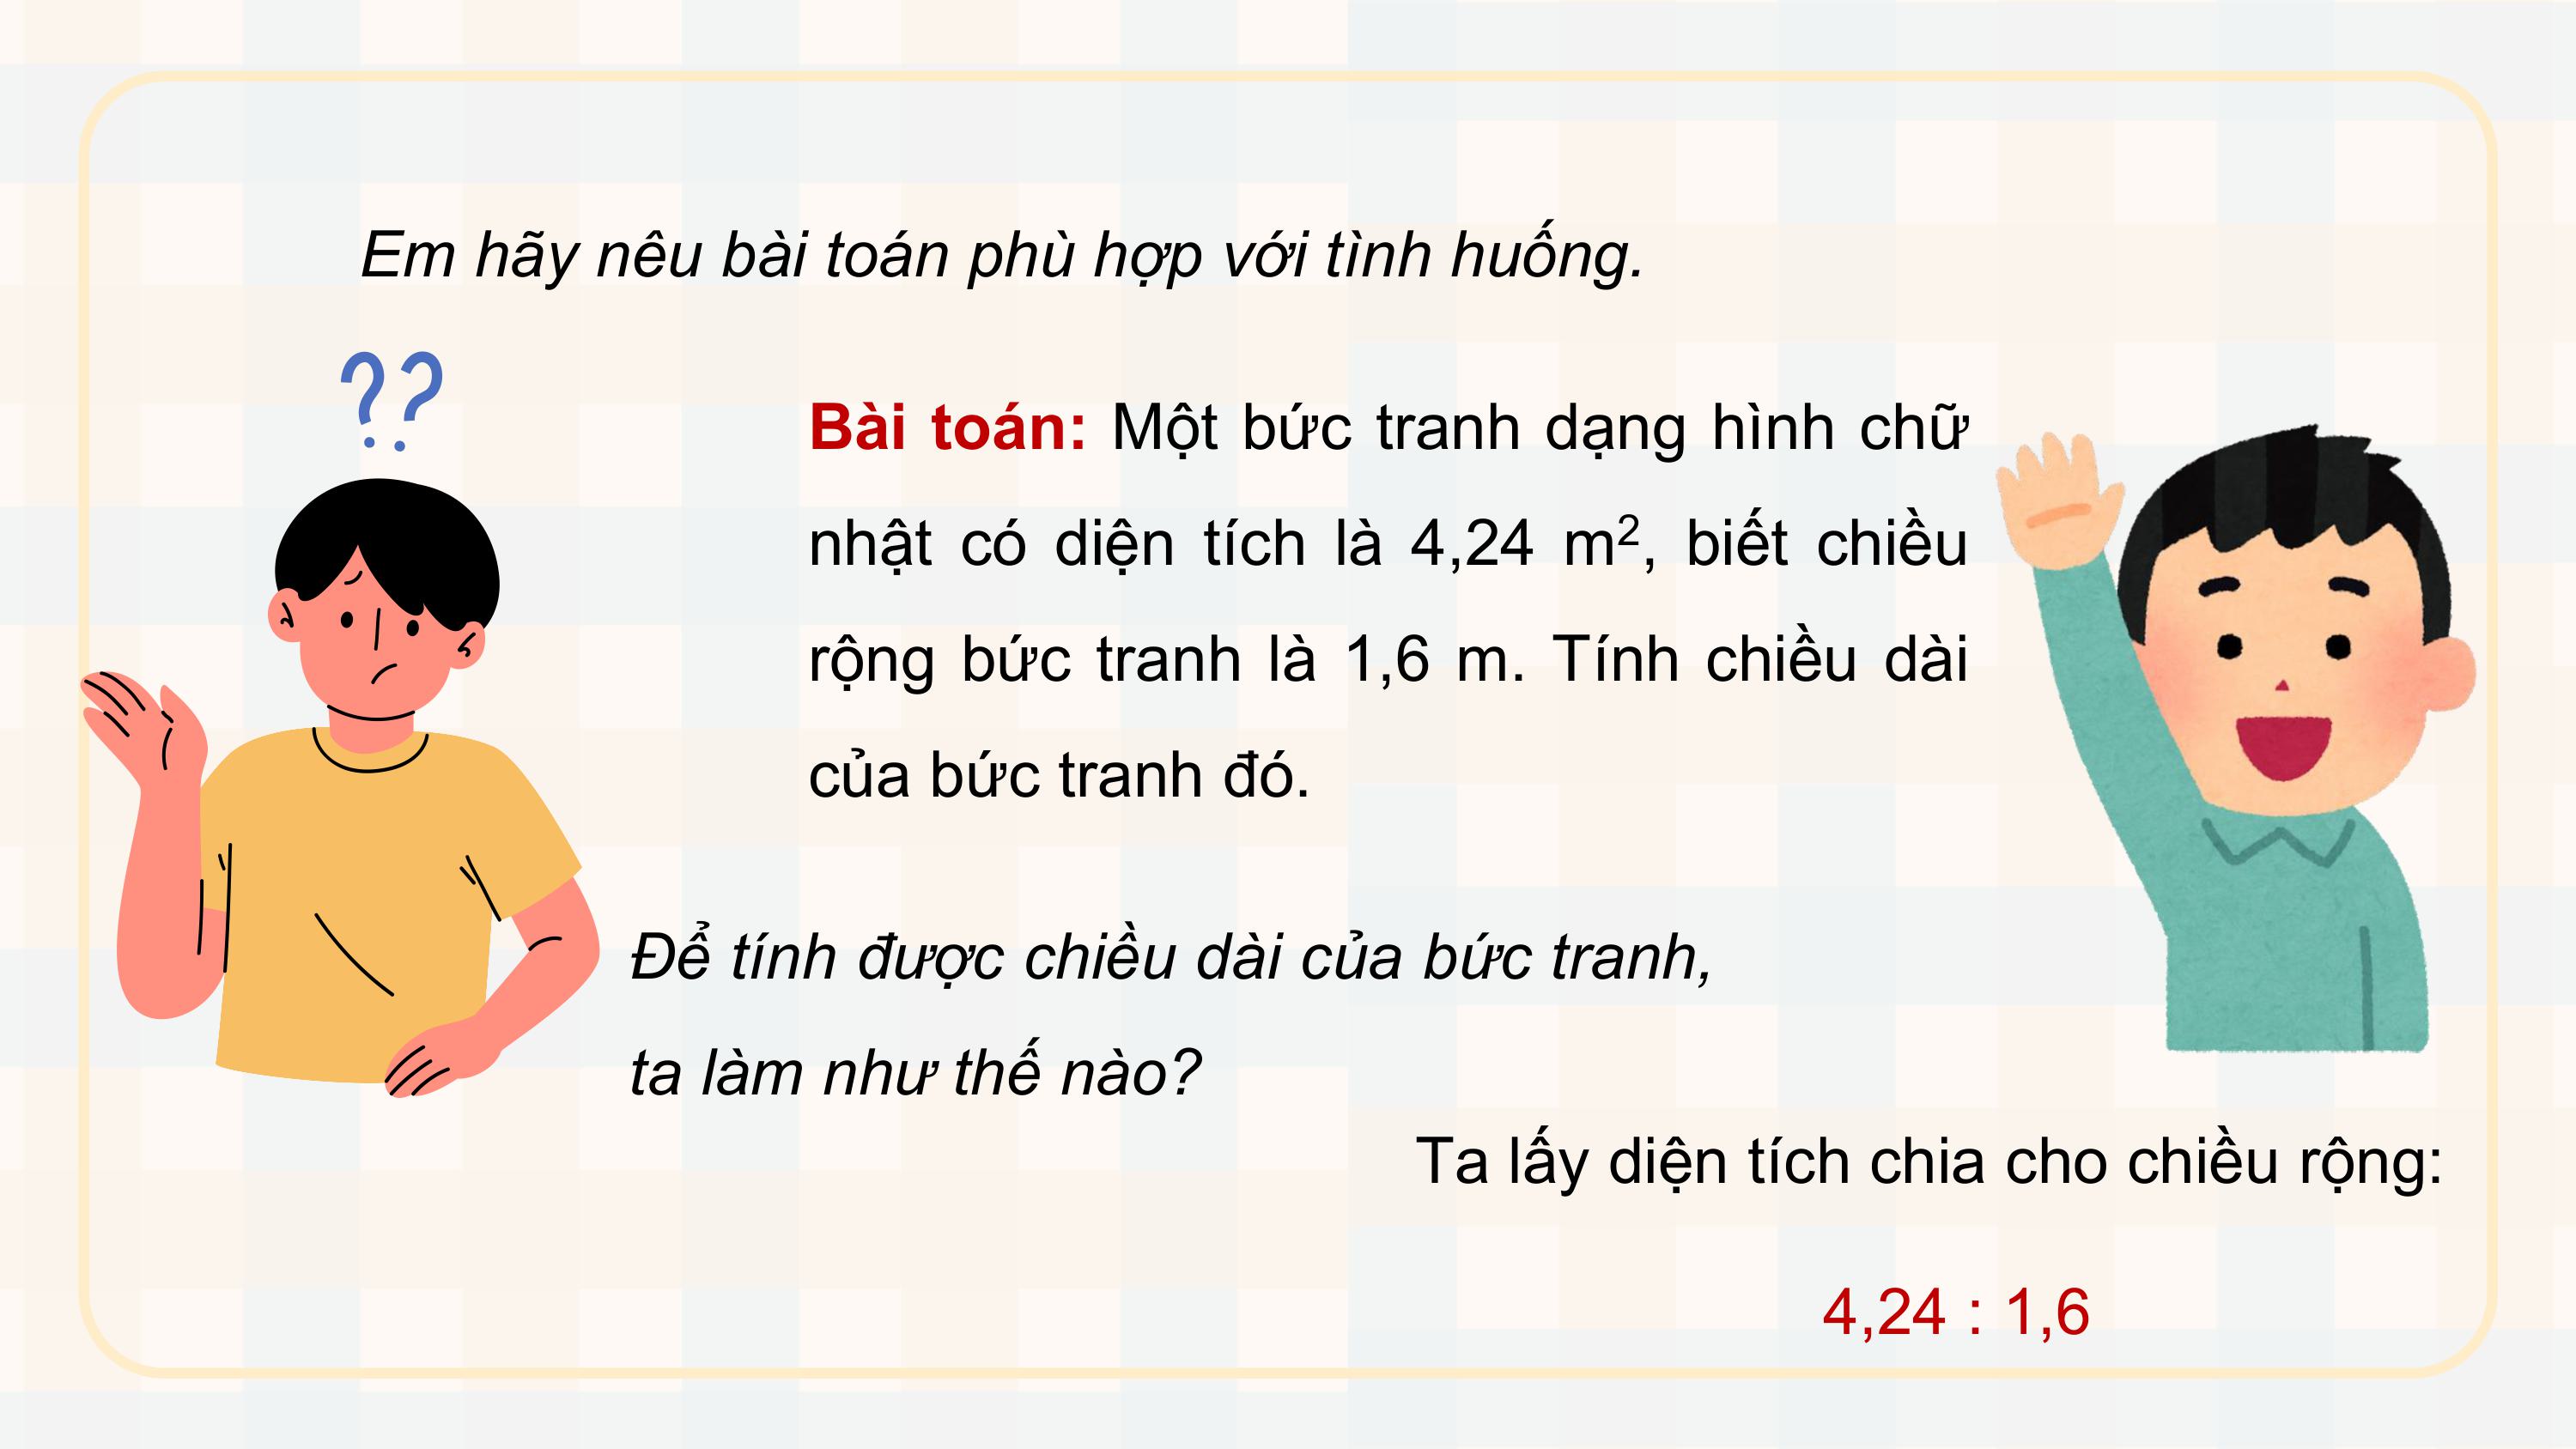 Em hãy nêu bài toán phù hợp với tình huống.
??
Bài toán: Một bức tranh dạng hình chữ
nhật có diện tích là 4,24 m², biết chiều
rộng bức tranh là 1,6 m. Tính chiều dài
của bức tranh đó.
Để tính được chiều dài của bức tranh,
ta làm như thế nào?
Ta lấy diện tích chia cho chiều rộng:
4,24 : 1,6